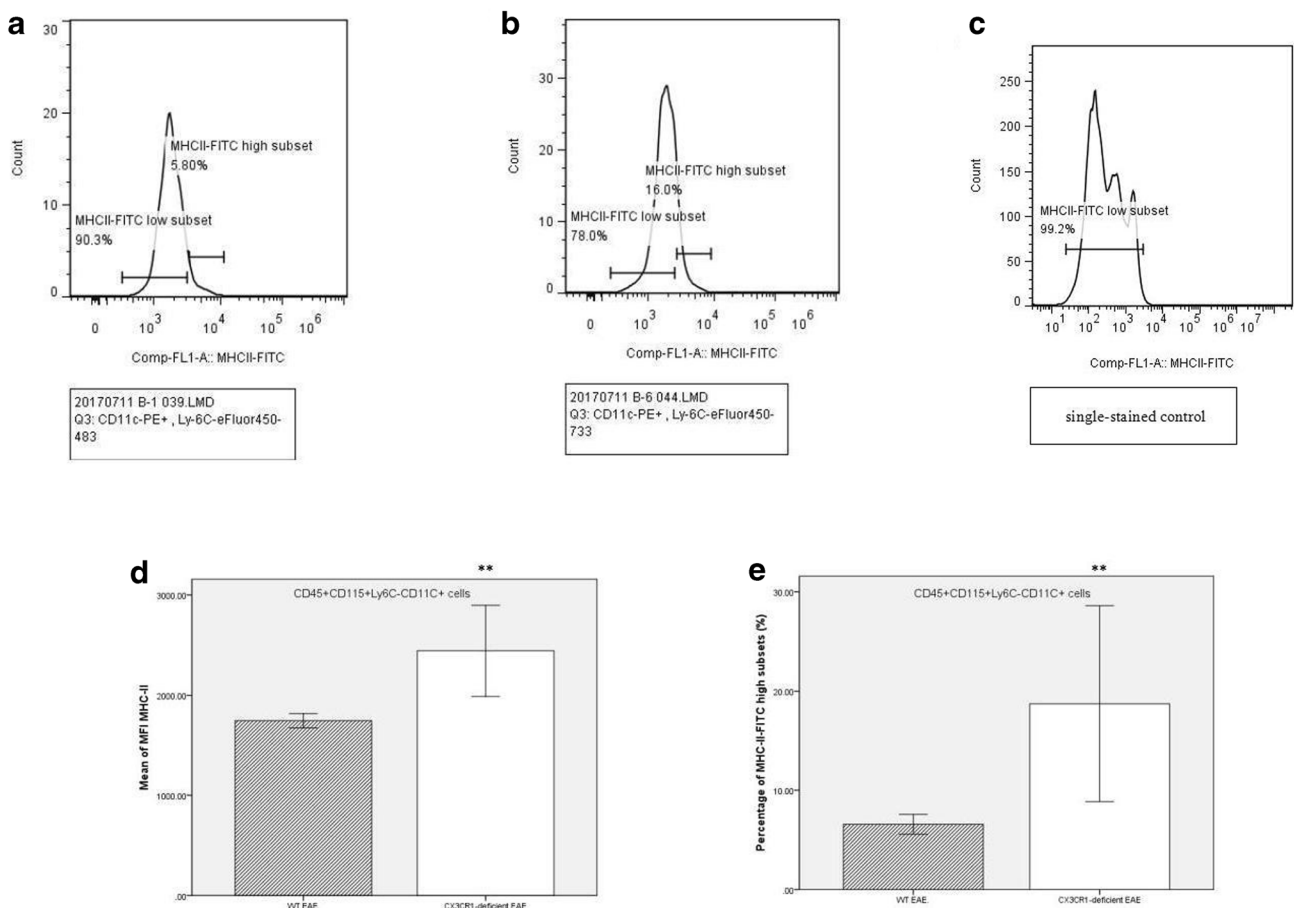 a
30
20
10
0
Count
MHCII-FITC high subset
5.80%
MHCII-FITC low subset
90.3%
0 10^3 10^4 10^5 10^6
Comp-FL1-A:: MHCII-FITC
20170711 B-1 039.LMD
Q3: CD11c-PE+ , Ly-6C-eFluor450-
483
b
30
20
10
0
Count
MHCII-FITC high subset
16.0%
MHCII-FITC low subset
78.0%
0 10^3 10^4 10^5 10^6
Comp-FL1-A:: MHCII-FITC
20170711 B-6 044.LMD
Q3: CD11c-PE+ , Ly-6C-eFluor450-
733
c
250
200
150
100
50
0
Count
MHCII-FITC low subset
99.2%
10^1 10^2 10^3 10^4 10^5 10^6 10^7
Comp-FL1-A:: MHCII-FITC
single-stained control
d
**
CD45+CD115+Ly6C-CD11C+ cells
3000.00
2000.00
1000.00
.00
Mean of MFI MHC-II
WT EAE
CX3CR1-deficient EAE
e
**
CD45+CD115+Ly6C-CD11C+ cells
30.00
20.00
10.00
.00
Percentage of MHC-II-FITC high subsets (%)
WT EAE.
CX3CR1-deficient EAE